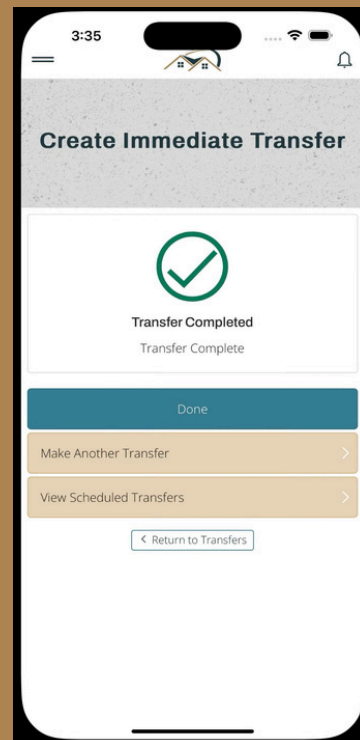 3:35
Create Immediate Transfer
Transfer Completed
Transfer Complete
Done
Make Another Transfer
View Scheduled Transfers
Return to Transfers